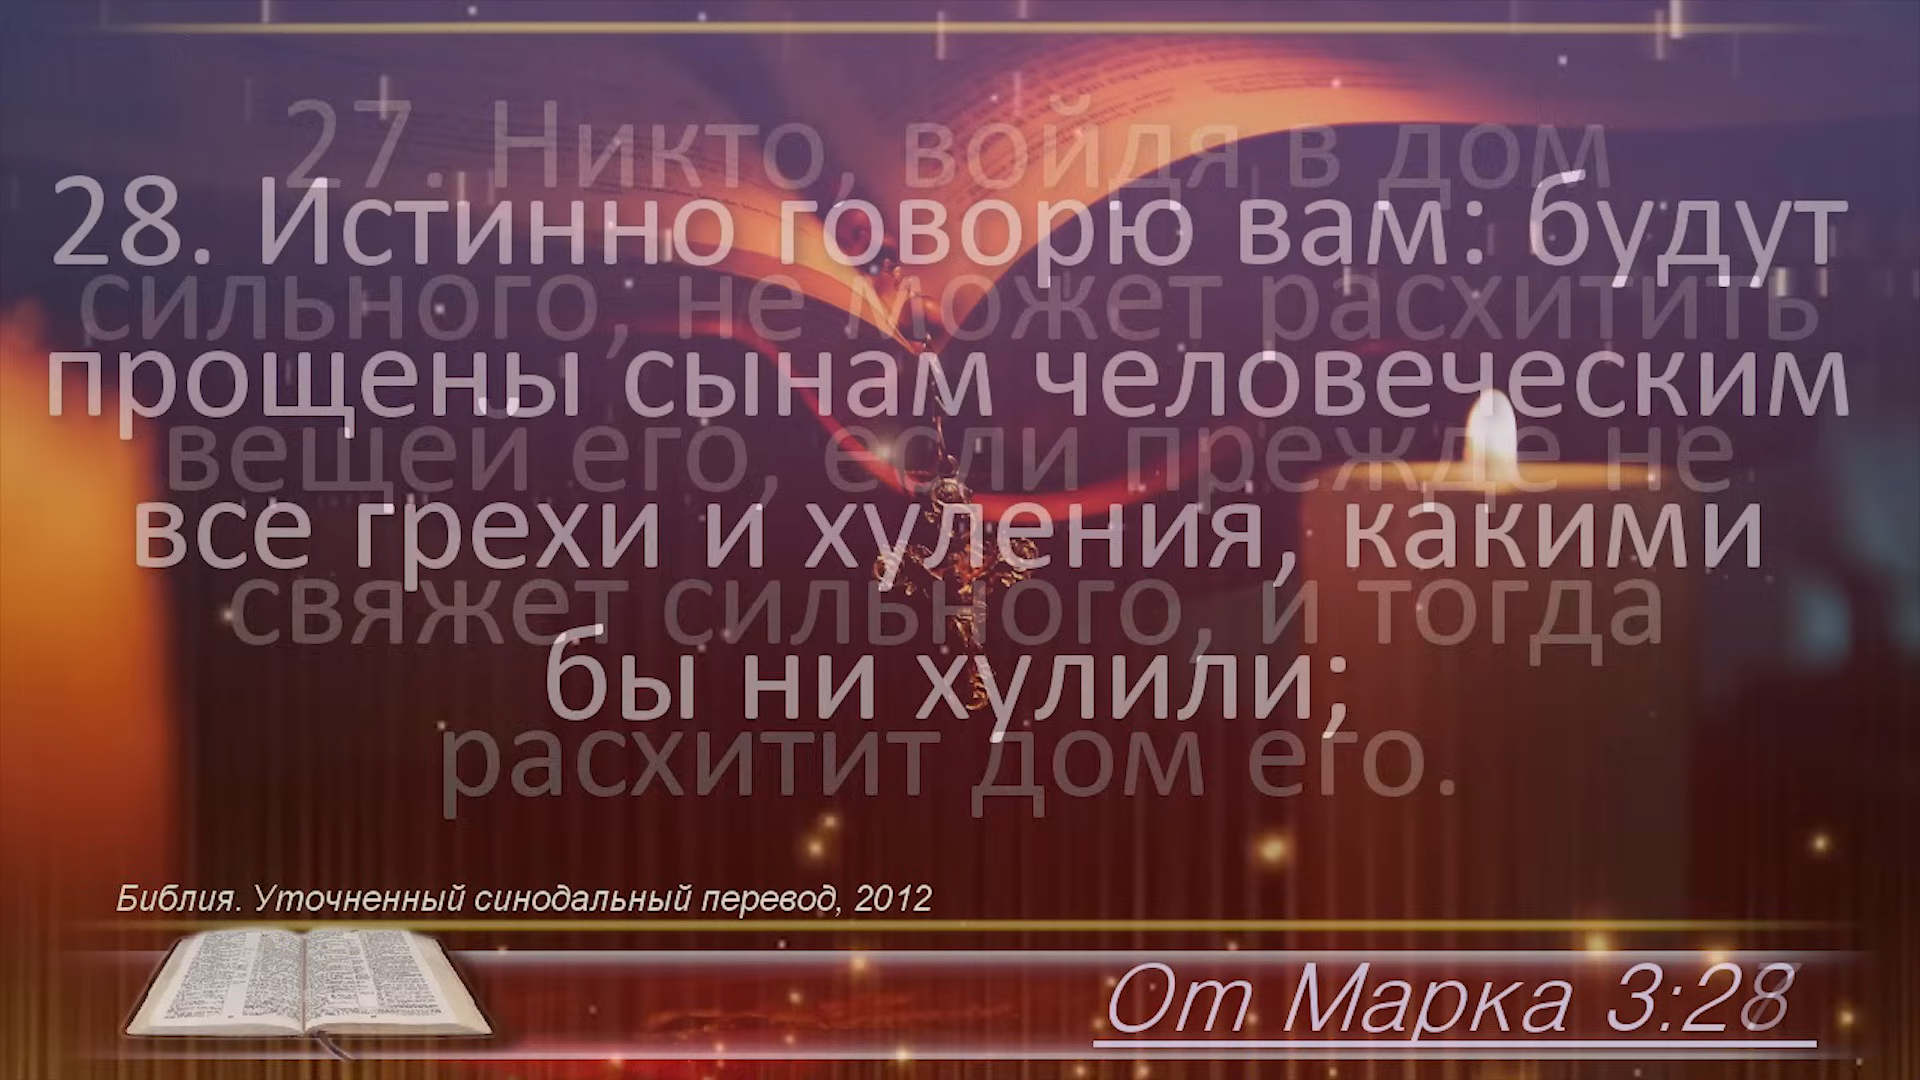 27. Никто, войдя в дом
сильного, не может расхитить
вещей его, если прежде не
свяжет сильного, и тогда
расхитит дом его.
28. Истинно говорю вам: будут
прощены сынам человеческим
все грехи и хуления, какими
бы ни хулили;
Библия. Уточненный синодальный перевод, 2012
От Марка 3:28